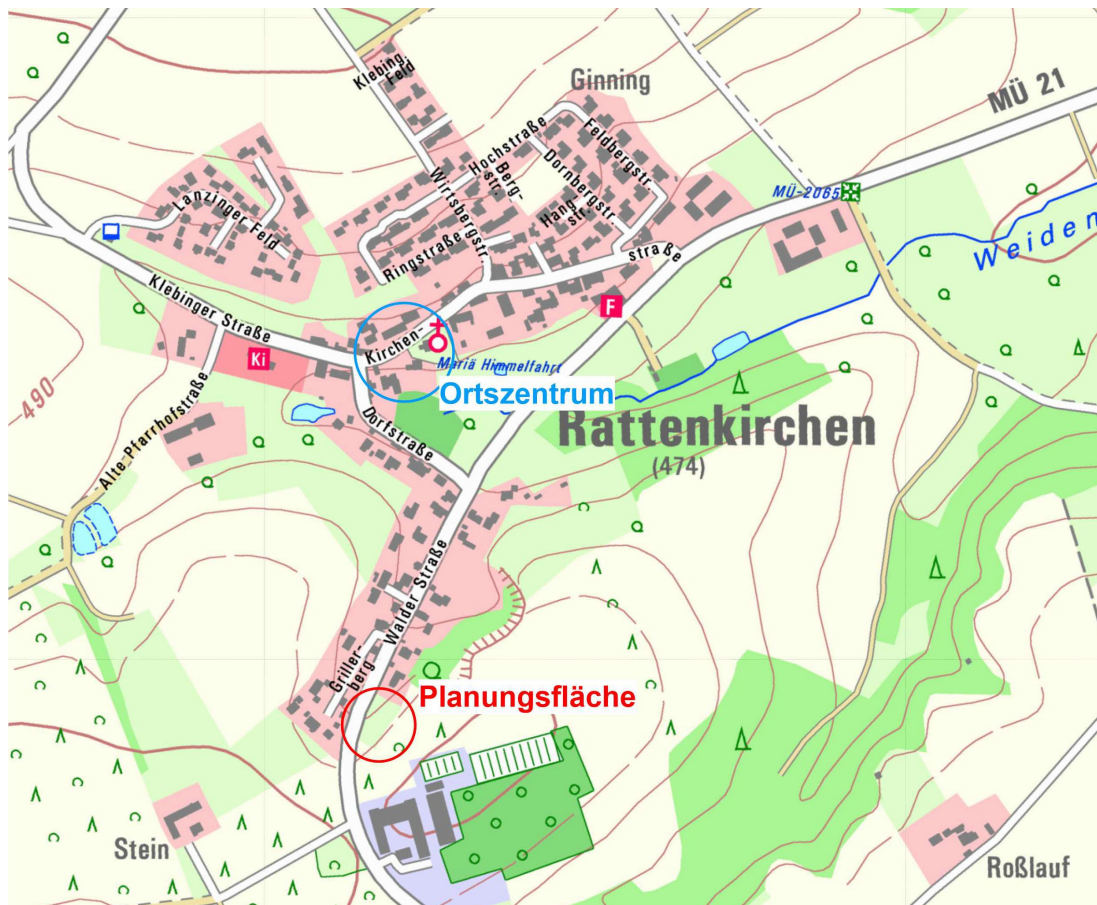 Klebing.
Feld
Ginning
MÜ 21
Hochstraße
Feldbergstr.
Berg-
str.
Dornbergstr.
Wirlsbergstr.
Hang-
str.
MÜ-2065
Lanzinger Feld
Ringstraße
straße
Weiden
Klebinger Straße
F
Kirchen-
Ki
Mariä Himmelfahrt
Ortszentrum
490
Alte Pfarrhofstraße
Dorfstraße
Rattenkirchen
(474)
Walder Straße
Griller-
berg
Planungsfläche
Stein
Roßlauf